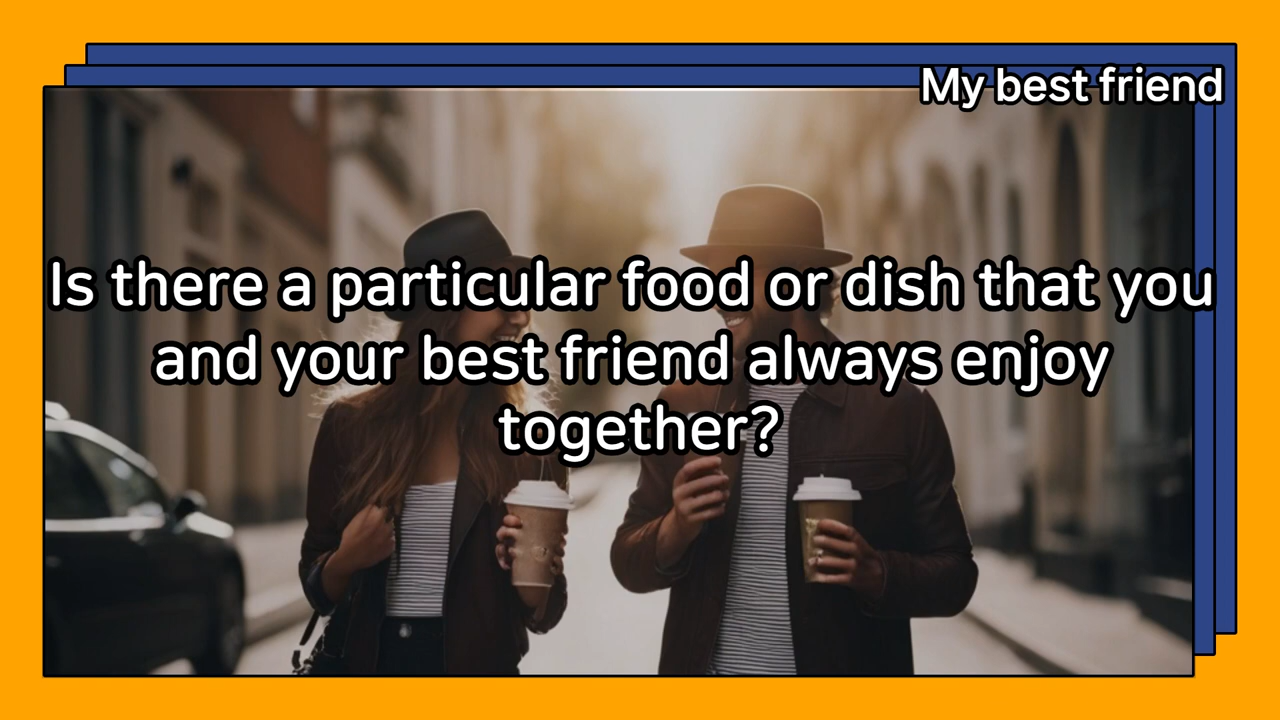 My best friend
Is there a particular food or dish that you
and your best friend always enjoy
together?